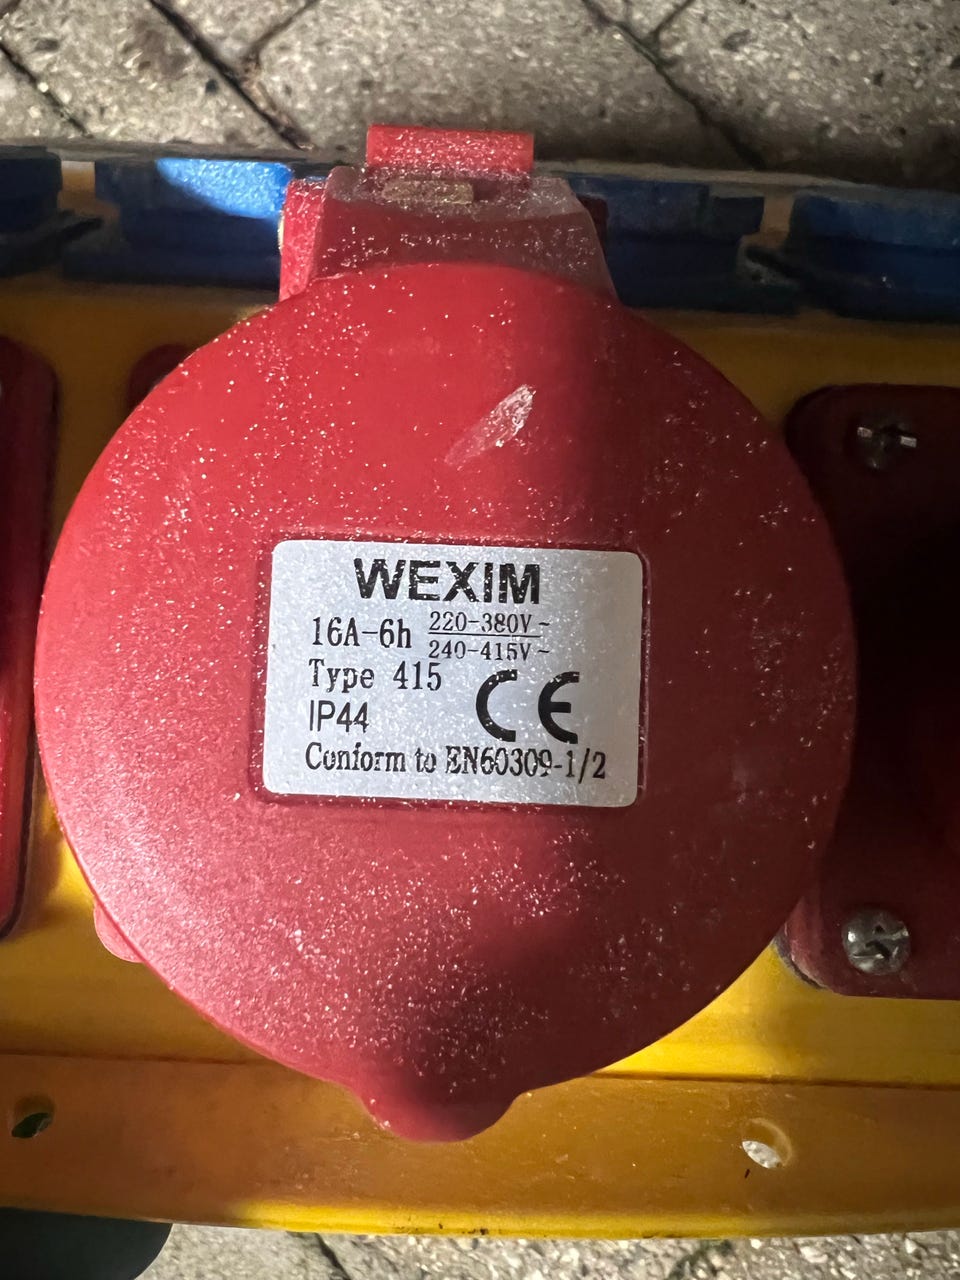 WEXIM
16A-6h 220-380V~
240-415V~
Type 415
IP44
CE
Conform to EN60309-1/2